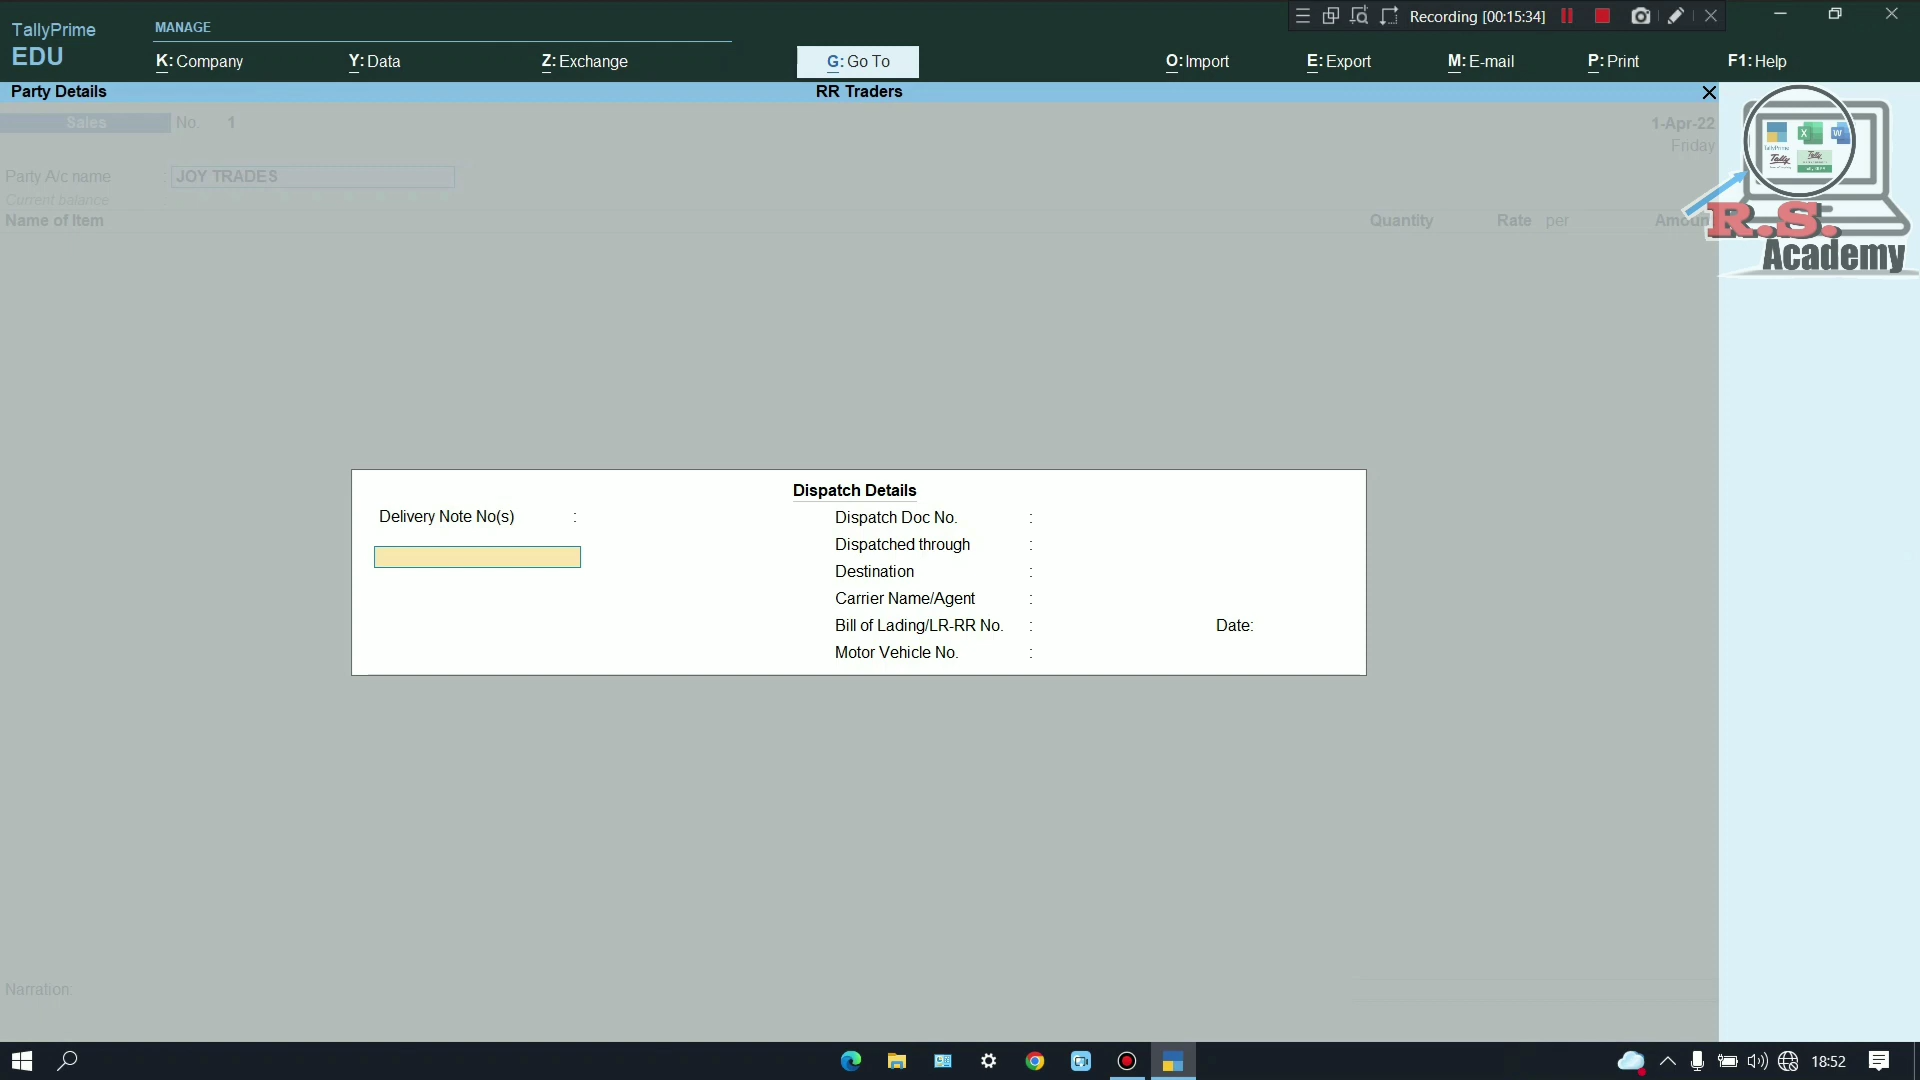 TallyPrime
EDU
MANAGE
K: Company
Y: Data
Z: Exchange
G: Go To
O: Import
E: Export
M: E-mail
P: Print
F1: Help
Recording [00:15:34]
Party Details
RR Traders
Sales No. 1
1-Apr-22
Friday
Party A/c name : JOY TRADES
Current balance
Name of Item
Quantity
Rate per
Amount
R.S.
Academy
Dispatch Details
Delivery Note No(s) :
Dispatch Doc No. :
Dispatched through :
Destination :
Carrier Name/Agent :
Bill of Lading/LR-RR No. : Date:
Motor Vehicle No. :
Narration:
18:52